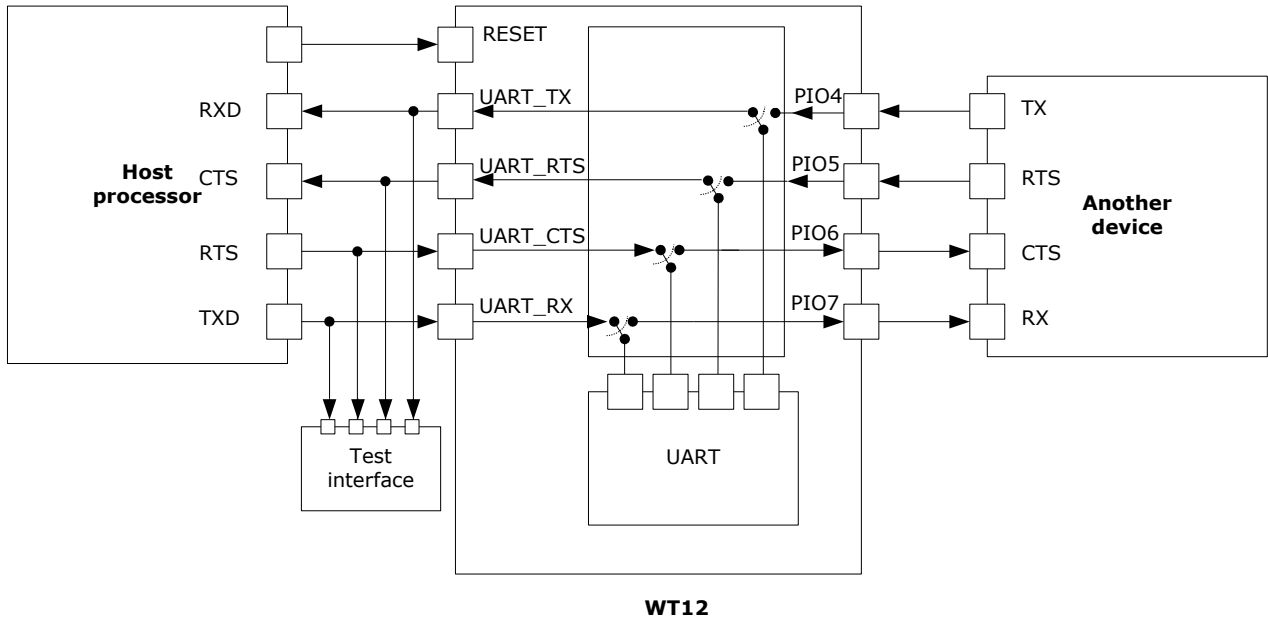 RESET
RXD
UART_TX
PIO4
TX
Host
processor
CTS
UART_RTS
PIO5
RTS
Another
device
RTS
UART_CTS
PIO6
CTS
TXD
UART_RX
PIO7
RX
Test
interface
UART
WT12